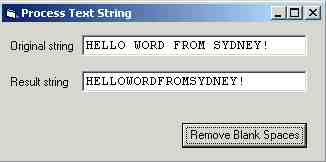 Process Text String
Original string HELLO WORD FROM SYDNEY!
Result string HELLOWORDFROMSYDNEY!
Remove Blank Spaces